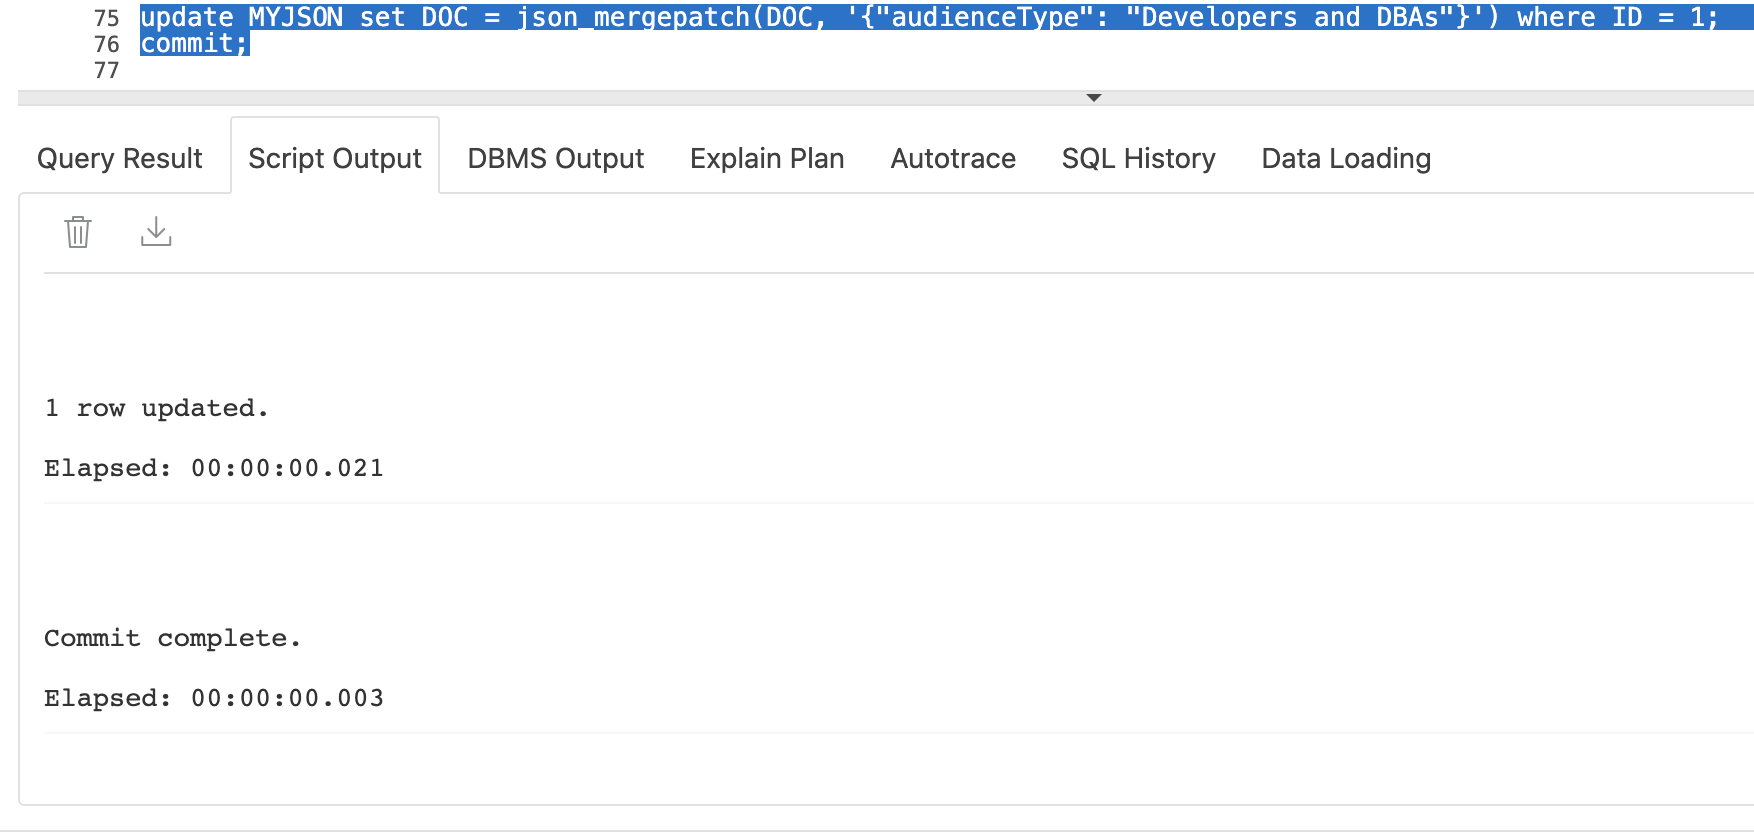 75 update MYJSON set DOC = json_mergepatch(DOC, '{"audienceType": "Developers and DBAs"}') where ID = 1;
76 commit;
77
Query Result Script Output DBMS Output Explain Plan Autotrace SQL History Data Loading
1 row updated.
Elapsed: 00:00:00.021
Commit complete.
Elapsed: 00:00:00.003